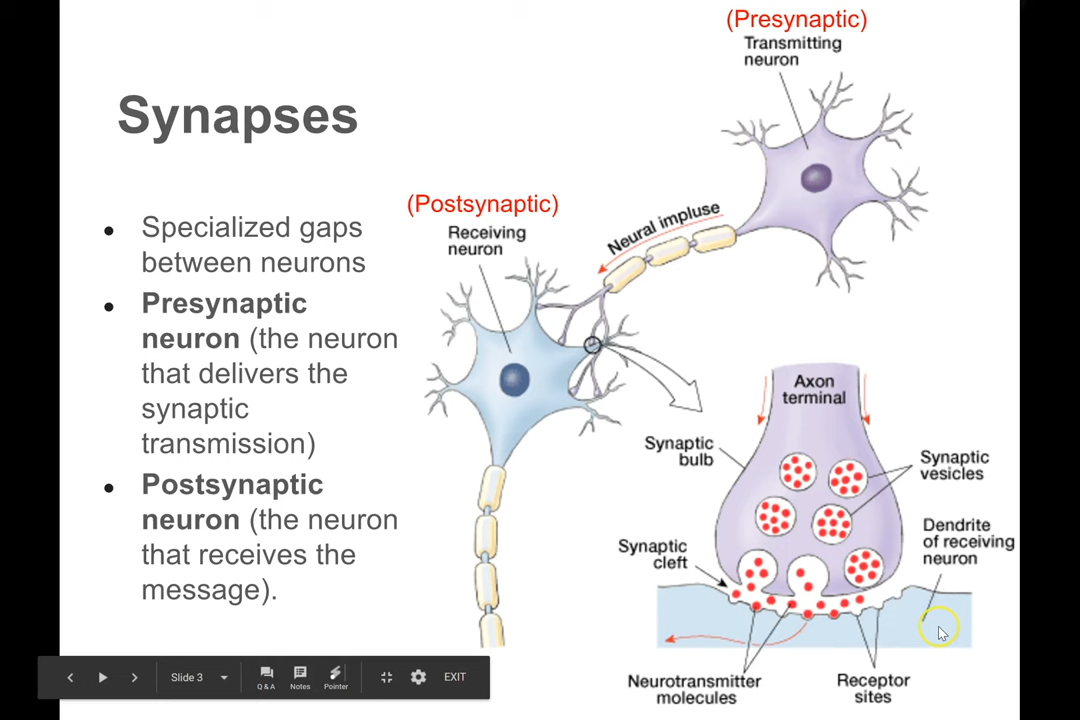 (Presynaptic)
Transmitting
neuron
Synapses
(Postsynaptic)
Receiving
neuron
Neural impluse
● Specialized gaps
between neurons
● Presynaptic
neuron (the neuron
that delivers the
synaptic
transmission)
● Postsynaptic
neuron (the neuron
that receives the
message).
Axon
terminal
Synaptic
bulb
Synaptic
vesicles
Synaptic
cleft
Dendrite
of receiving
neuron
Neurotransmitter
molecules
Receptor
sites
Slide 3
Q & A
Notes
Pointer
EXIT